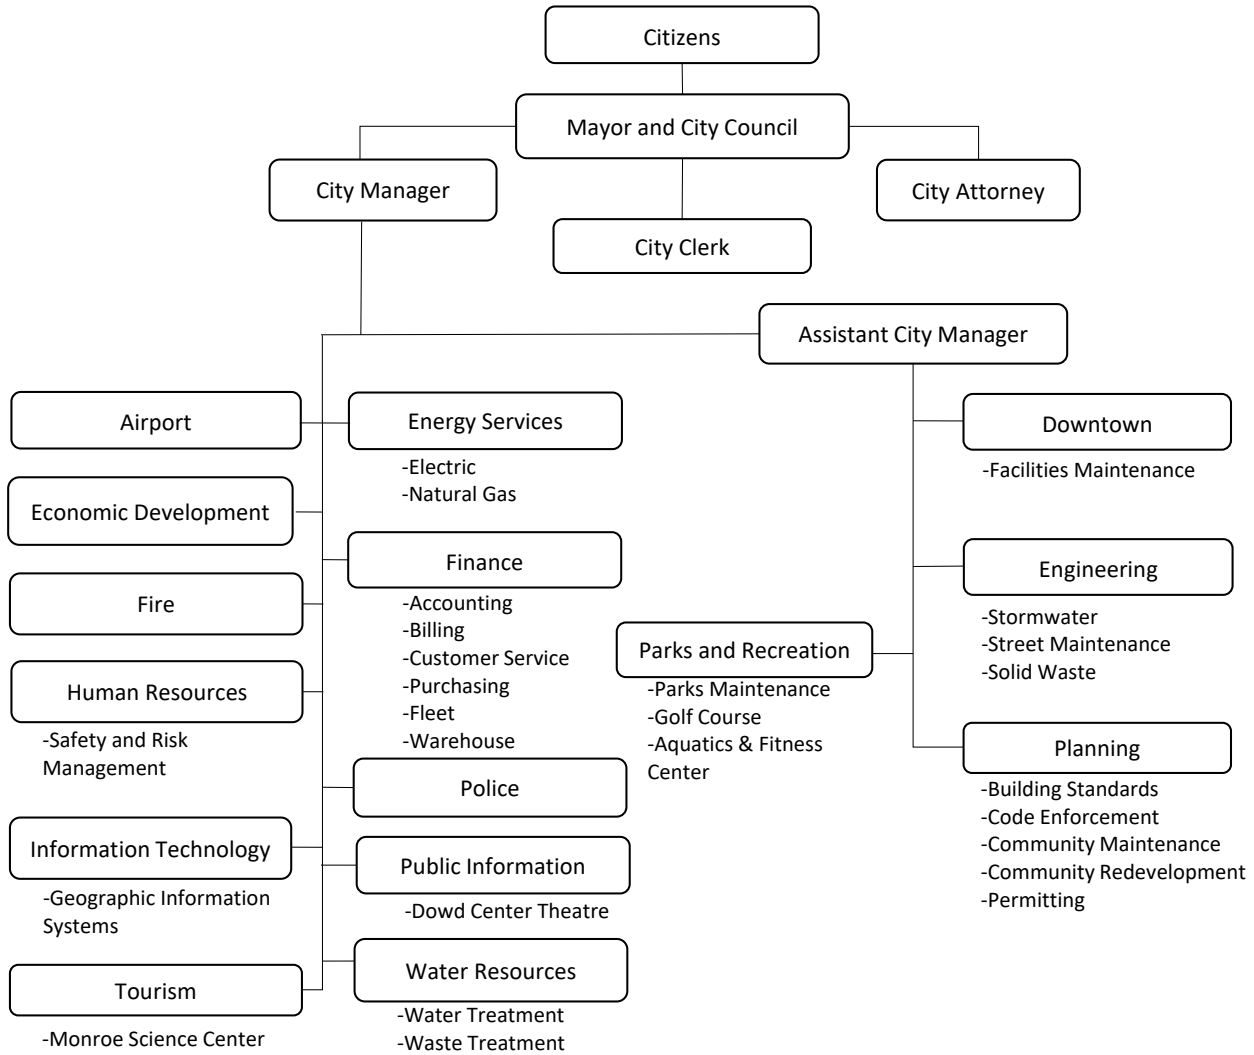 Citizens
Mayor and City Council
City Manager
City Attorney
City Clerk
Assistant City Manager
Airport
Economic Development
Fire
Human Resources
-Safety and Risk
Management
Information Technology
-Geographic Information
Systems
Tourism
-Monroe Science Center
Energy Services
-Electric
-Natural Gas
Finance
-Accounting
-Billing
-Customer Service
-Purchasing
-Fleet
-Warehouse
Police
Public Information
-Dowd Center Theatre
Water Resources
-Water Treatment
-Waste Treatment
Parks and Recreation
-Parks Maintenance
-Golf Course
-Aquatics & Fitness
Center
Downtown
-Facilities Maintenance
Engineering
-Stormwater
-Street Maintenance
-Solid Waste
Planning
-Building Standards
-Code Enforcement
-Community Maintenance
-Community Redevelopment
-Permitting